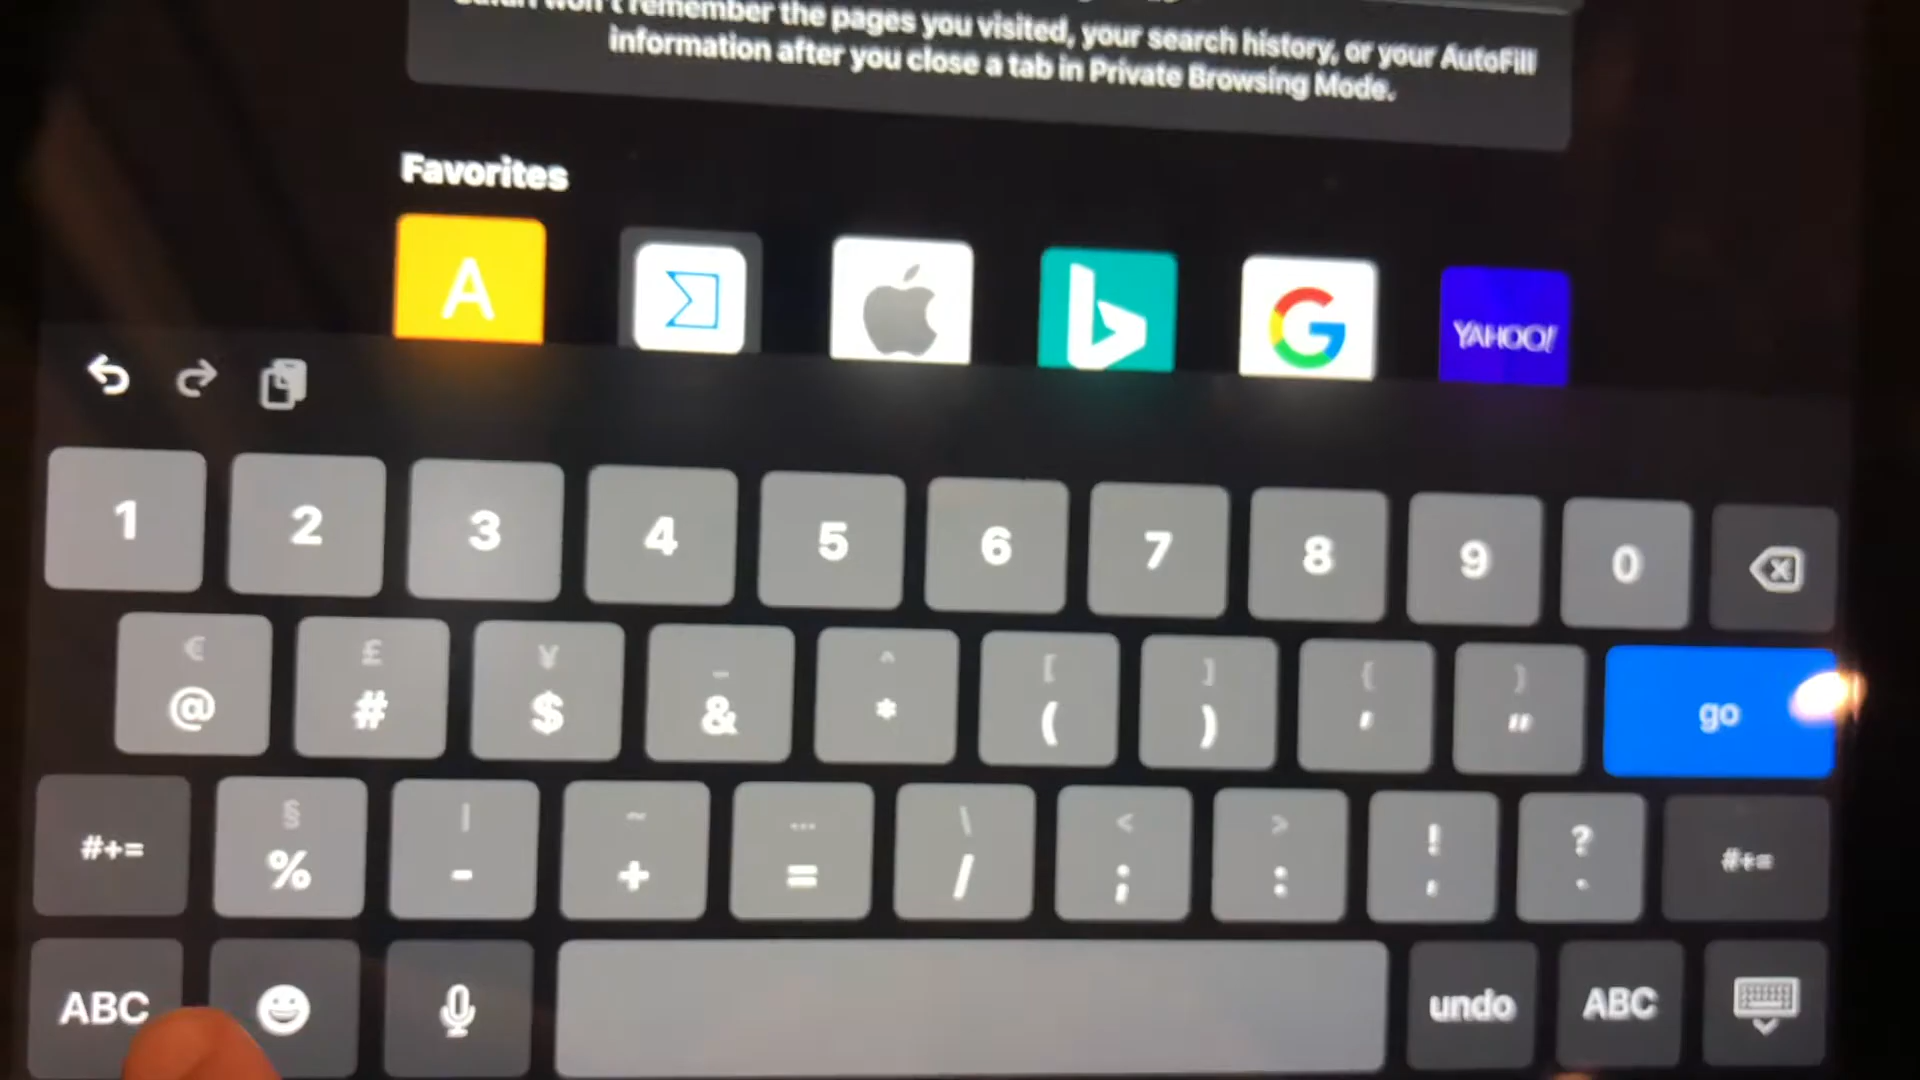 won't remember the pages you visited, your search history, or your AutoFill
information after you close a tab in Private Browsing Mode.
Favorites
A
b
G
YAHOO!
1 2 3 4 5 6 7 8 9 0
€ £ ¥ _ ^ [ ] { }
@ # $ & * ( ) ' "
go
§ | ~ … \ < > ! ?
#+= % - + = / ; : , . #+=
ABC undo ABC